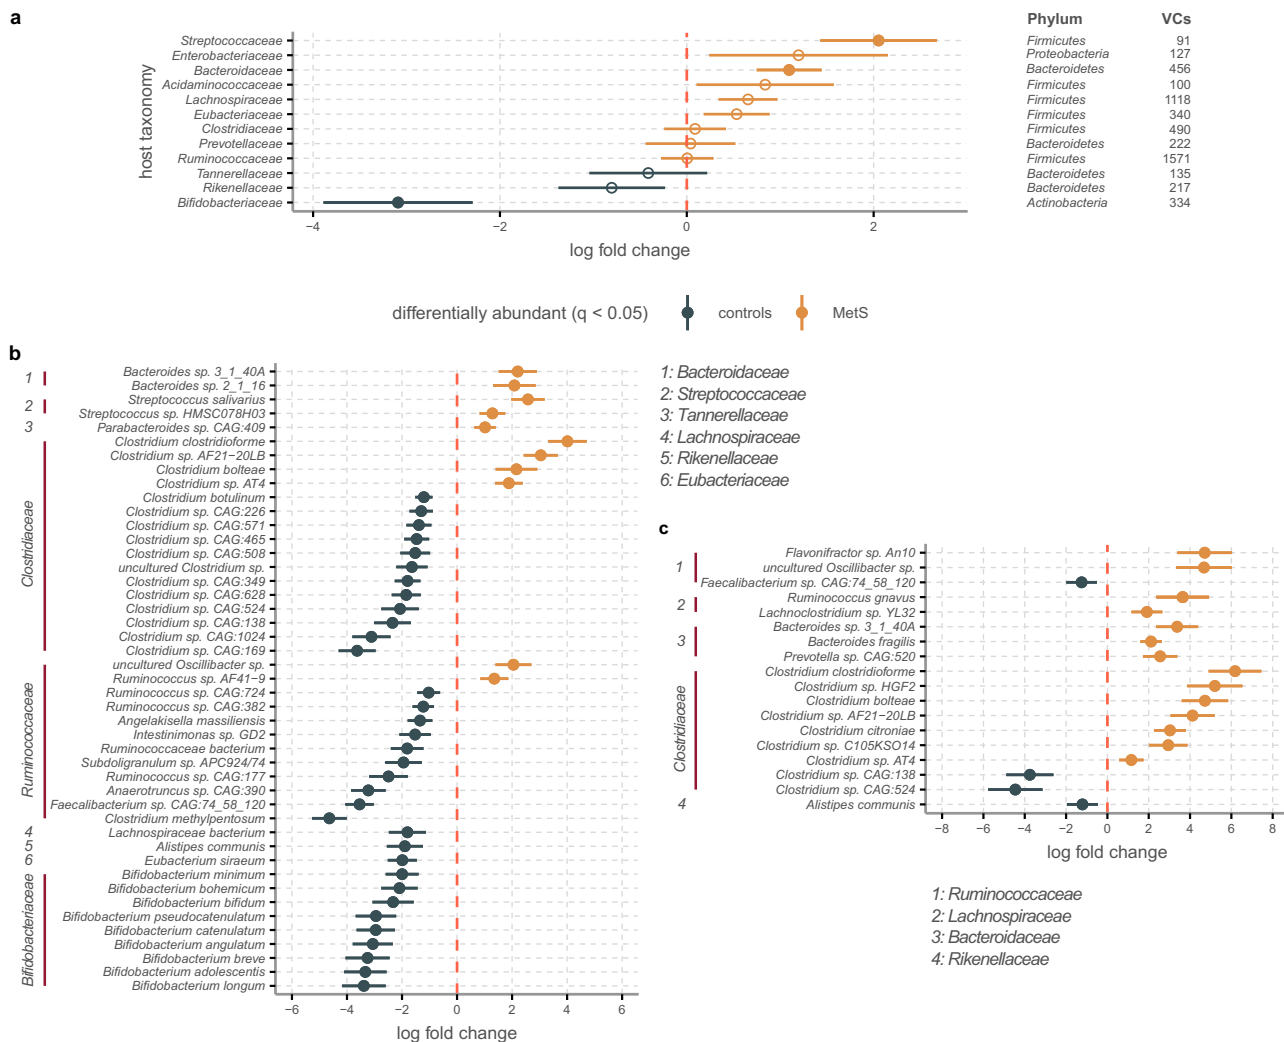 a
Phylum VCs
Streptococcaceae Firmicutes 91
Enterobacteriaceae Proteobacteria 127
Bacteroidaceae Bacteroidetes 456
Acidaminococcaceae Firmicutes 100
Lachnospiraceae Firmicutes 1118
Eubacteriaceae Firmicutes 340
Clostridiaceae Firmicutes 490
Prevotellaceae Bacteroidetes 222
Ruminococcaceae Firmicutes 1571
Tannerellaceae Bacteroidetes 135
Rikenellaceae Bacteroidetes 217
Bifidobacteriaceae Actinobacteria 334
host taxonomy
−4 −2 0 2
log fold change
differentially abundant (q < 0.05) controls MetS
b
1
2
3
Clostridiaceae
Ruminococcaceae
4
5
6
Bifidobacteriaceae
Bacteroides sp. 3_1_40A
Bacteroides sp. 2_1_16
Streptococcus salivarius
Streptococcus sp. HMSC078H03
Parabacteroides sp. CAG:409
Clostridium clostridioforme
Clostridium sp. AF21−20LB
Clostridium bolteae
Clostridium sp. AT4
Clostridium botulinum
Clostridium sp. CAG:226
Clostridium sp. CAG:571
Clostridium sp. CAG:465
Clostridium sp. CAG:508
uncultured Clostridium sp.
Clostridium sp. CAG:349
Clostridium sp. CAG:628
Clostridium sp. CAG:524
Clostridium sp. CAG:138
Clostridium sp. CAG:1024
Clostridium sp. CAG:169
uncultured Oscillibacter sp.
Ruminococcus sp. AF41−9
Ruminococcus sp. CAG:724
Ruminococcus sp. CAG:382
Angelakisella massiliensis
Intestinimonas sp. GD2
Ruminococcaceae bacterium
Subdoligranulum sp. APC924/74
Ruminococcus sp. CAG:177
Anaerotruncus sp. CAG:390
Faecalibacterium sp. CAG:74_58_120
Clostridium methylpentosum
Lachnospiraceae bacterium
Alistipes communis
Eubacterium siraeum
Bifidobacterium minimum
Bifidobacterium bohemicum
Bifidobacterium bifidum
Bifidobacterium pseudocatenulatum
Bifidobacterium catenulatum
Bifidobacterium angulatum
Bifidobacterium breve
Bifidobacterium adolescentis
Bifidobacterium longum
−6 −4 −2 0 2 4 6
log fold change
1: Bacteroidaceae
2: Streptococcaceae
3: Tannerellaceae
4: Lachnospiraceae
5: Rikenellaceae
6: Eubacteriaceae
c
1
2
3
Clostridiaceae
4
Flavonifractor sp. An10
uncultured Oscillibacter sp.
Faecalibacterium sp. CAG:74_58_120
Ruminococcus gnavus
Lachnoclostridium sp. YL32
Bacteroides sp. 3_1_40A
Bacteroides fragilis
Prevotella sp. CAG:520
Clostridium clostridioforme
Clostridium sp. HGF2
Clostridium bolteae
Clostridium sp. AF21−20LB
Clostridium citroniae
Clostridium sp. C105KSO14
Clostridium sp. AT4
Clostridium sp. CAG:138
Clostridium sp. CAG:524
Alistipes communis
−8 −6 −4 −2 0 2 4 6 8
log fold change
1: Ruminococcaceae
2: Lachnospiraceae
3: Bacteroidaceae
4: Rikenellaceae